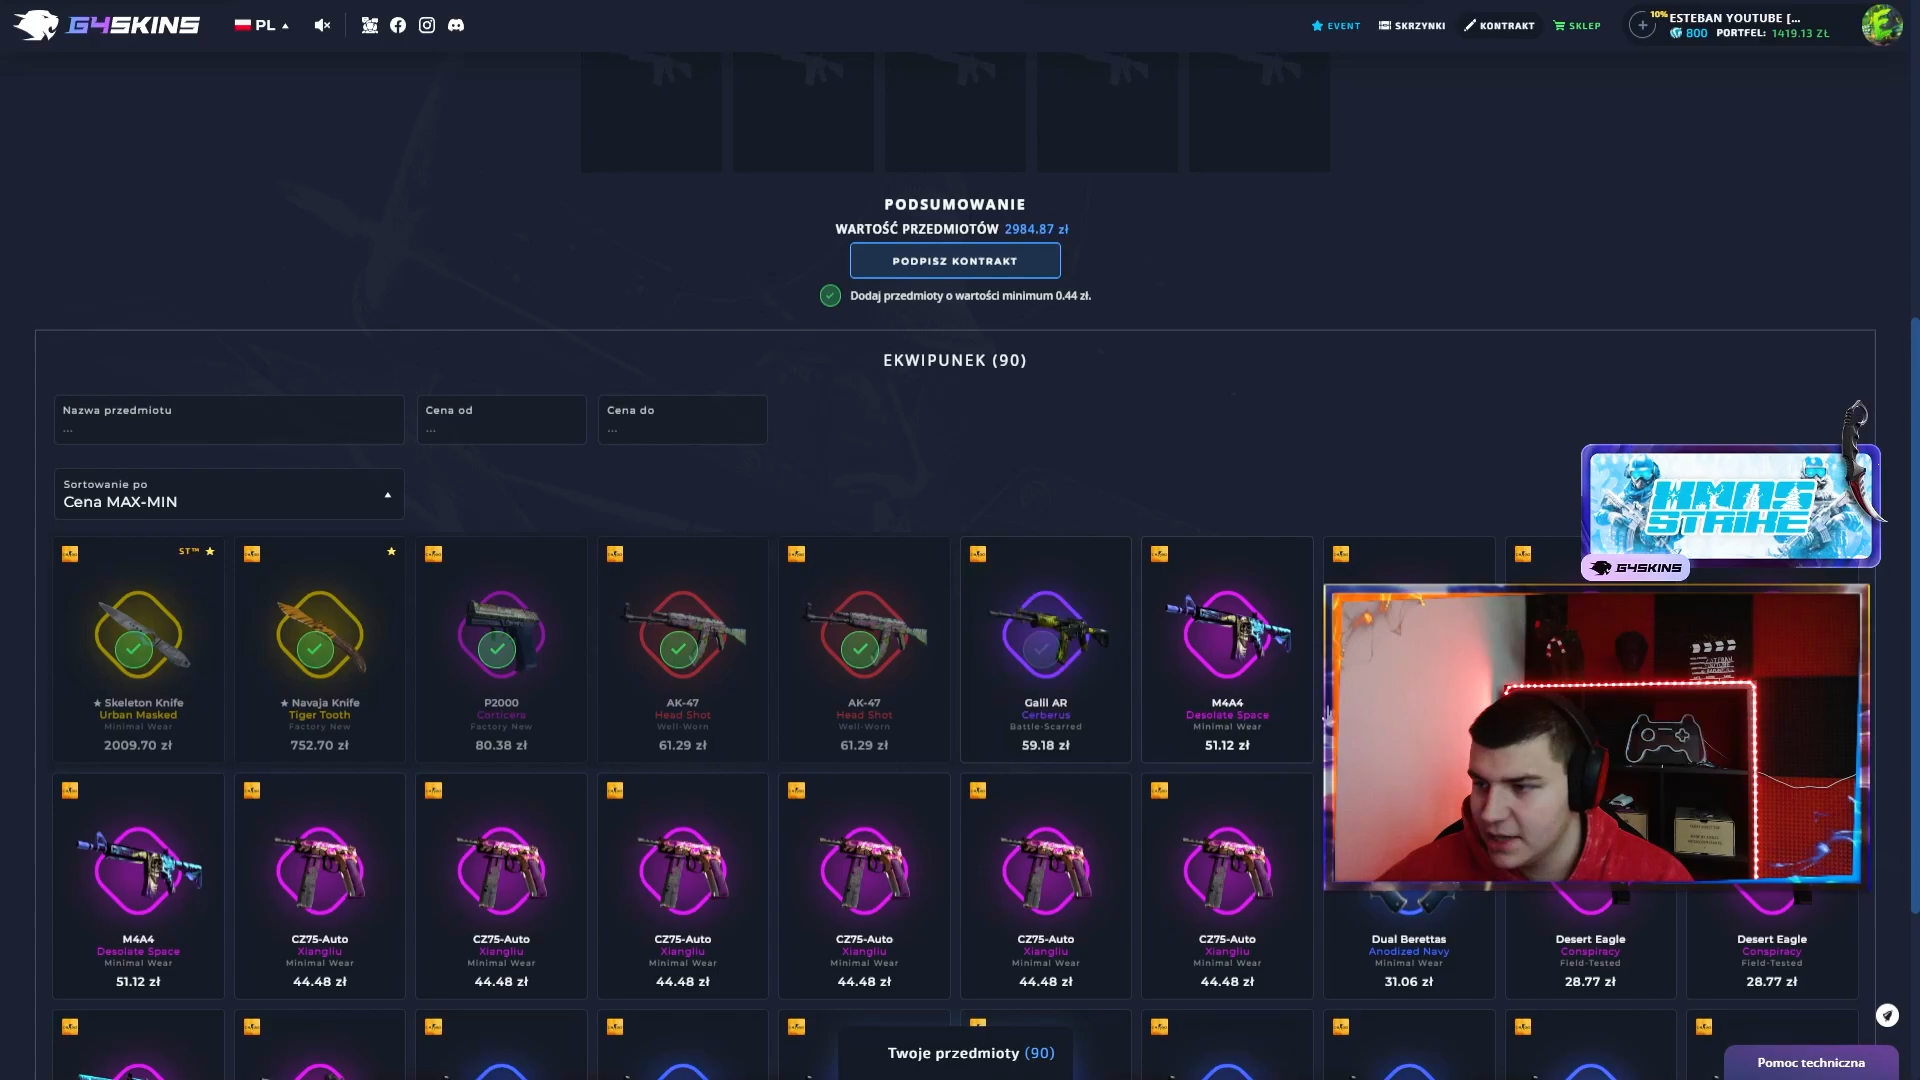 G4SKINS
PL
EVENT
SKRZYNKI
KONTRAKT
SKLEP
10%
ESTEBAN YOUTUBE [...
800 PORTFEL: 1419.13 ZŁ
PODSUMOWANIE
WARTOŚĆ PRZEDMIOTÓW 2984.87 zł
PODPISZ KONTRAKT
Dodaj przedmioty o wartości minimum 0.44 zł.
EKWIPUNEK (90)
Nazwa przedmiotu
...
Cena od
...
Cena do
...
Sortowanie po
Cena MAX-MIN
XMAS
STRIKE
G4SKINS
ST™
★ Skeleton Knife
Urban Masked
Minimal Wear
2009.70 zł
★ Navaja Knife
Tiger Tooth
Factory New
752.70 zł
P2000
Corticera
Factory New
80.38 zł
AK-47
Head Shot
Well-Worn
61.29 zł
AK-47
Head Shot
Well-Worn
61.29 zł
Galil AR
Cerberus
Battle-Scarred
59.18 zł
M4A4
Desolate Space
Minimal Wear
51.12 zł
M4A4
Desolate Space
Minimal Wear
51.12 zł
CZ75-Auto
Xiangliu
Minimal Wear
44.48 zł
CZ75-Auto
Xiangliu
Minimal Wear
44.48 zł
CZ75-Auto
Xiangliu
Minimal Wear
44.48 zł
CZ75-Auto
Xiangliu
Minimal Wear
44.48 zł
CZ75-Auto
Xiangliu
Minimal Wear
44.48 zł
CZ75-Auto
Xiangliu
Minimal Wear
44.48 zł
Dual Berettas
Anodized Navy
Minimal Wear
31.06 zł
Desert Eagle
Conspiracy
Field-Tested
28.77 zł
Desert Eagle
Conspiracy
Field-Tested
28.77 zł
Twoje przedmioty (90)
Pomoc techniczna